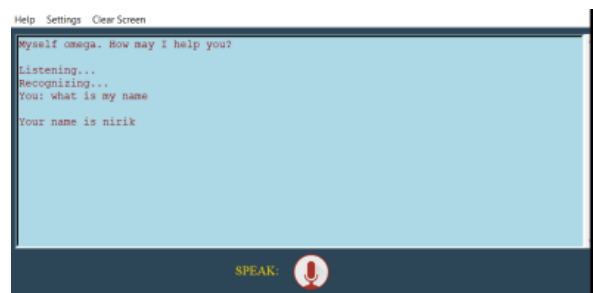 Help Settings Clear Screen
Myself omega. How may I help you?
Listening...
Recognizing...
You: what is my name
Your name is nirik
SPEAK: